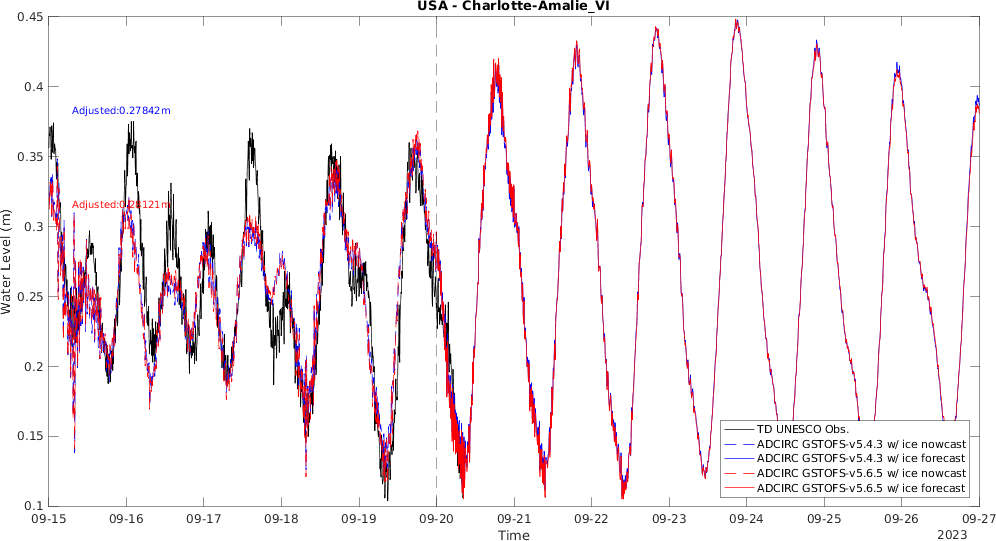 USA - Charlotte-Amalie_VI
0.45
0.4
Adjusted:0.27842m
0.35
Adjusted:0.28121m
0.3
Water Level (m)
0.25
0.2
0.15
0.1
TD UNESCO Obs.
ADCIRC GSTOFS-v5.4.3 w/ ice nowcast
ADCIRC GSTOFS-v5.4.3 w/ ice forecast
ADCIRC GSTOFS-v5.6.5 w/ ice nowcast
ADCIRC GSTOFS-v5.6.5 w/ ice forecast
09-15 09-16 09-17 09-18 09-19 09-20 09-21 09-22 09-23 09-24 09-25 09-26 09-27
Time
2023